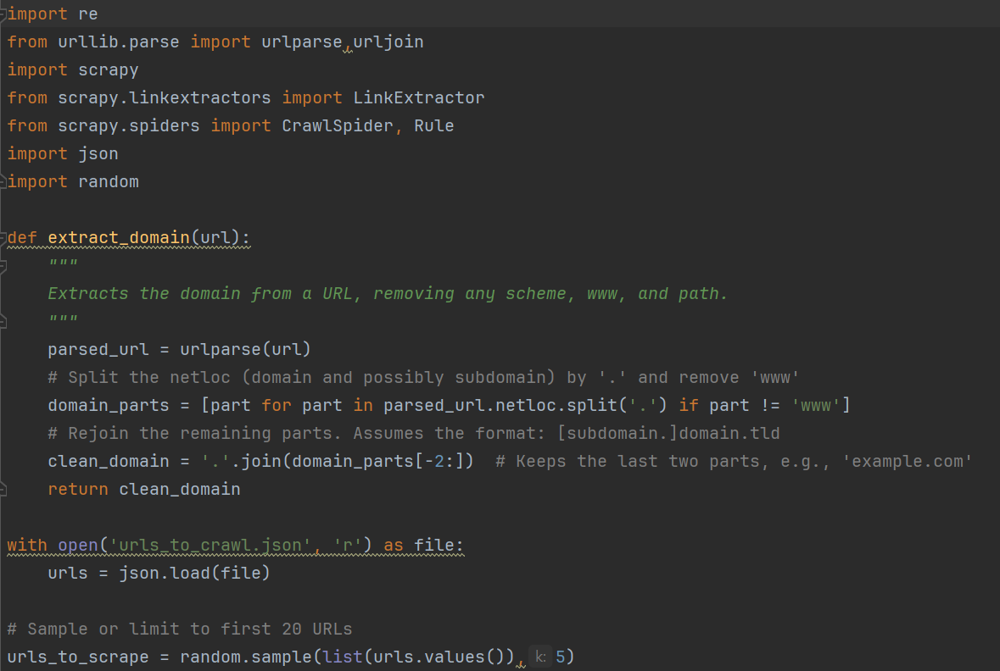 import re
from urllib.parse import urlparse,urljoin
import scrapy
from scrapy.linkextractors import LinkExtractor
from scrapy.spiders import CrawlSpider, Rule
import json
import random
def extract_domain(url):
    """
    Extracts the domain from a URL, removing any scheme, www, and path.
    """
    parsed_url = urlparse(url)
    # Split the netloc (domain and possibly subdomain) by '.' and remove 'www'
    domain_parts = [part for part in parsed_url.netloc.split('.') if part != 'www']
    # Rejoin the remaining parts. Assumes the format: [subdomain.]domain.tld
    clean_domain = '.'.join(domain_parts[-2:])  # Keeps the last two parts, e.g., 'example.com'
    return clean_domain
with open('urls_to_crawl.json', 'r') as file:
    urls = json.load(file)
# Sample or limit to first 20 URLs
urls_to_scrape = random.sample(list(urls.values()), k: 5)